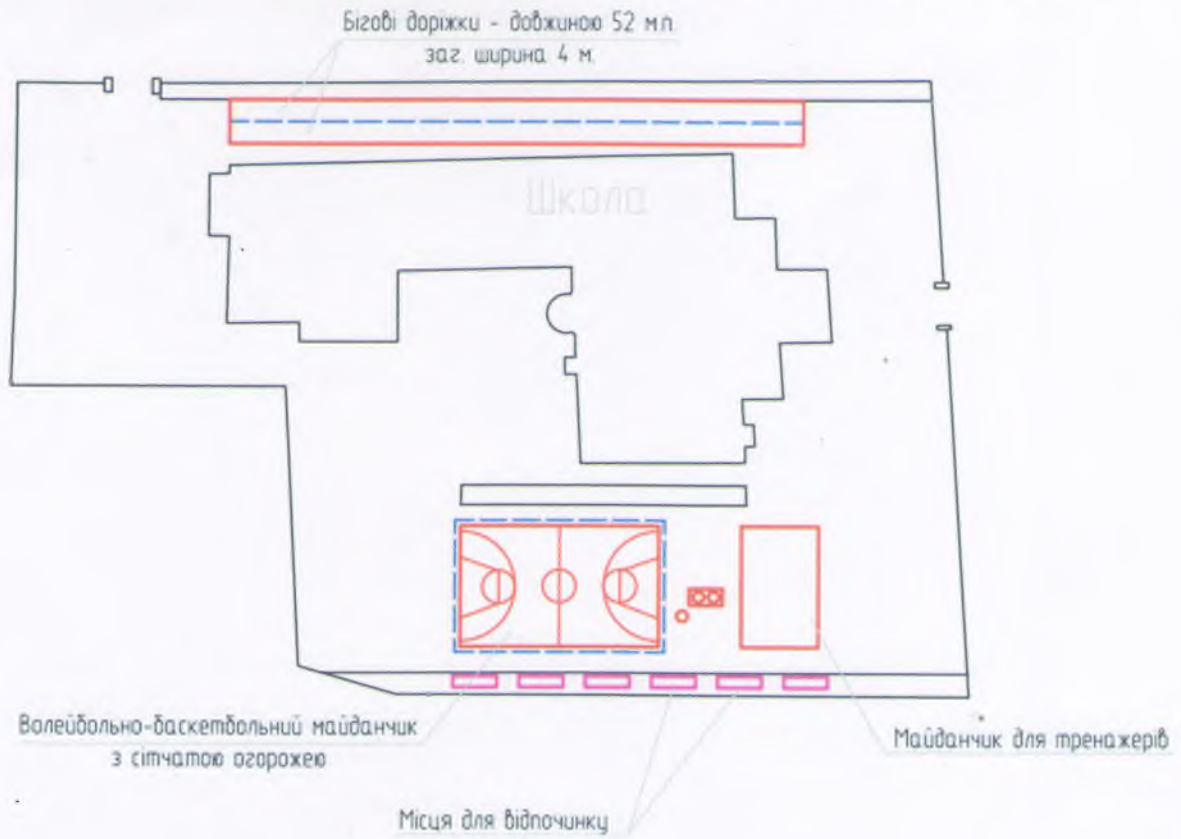 Бігові доріжки - довжиною 52 м.п.
заг. ширина 4 м.
Школа
Волейбольно-баскетбольний майданчик
з сітчатою огорожею
Майданчик для тренажерів
Місця для відпочинку